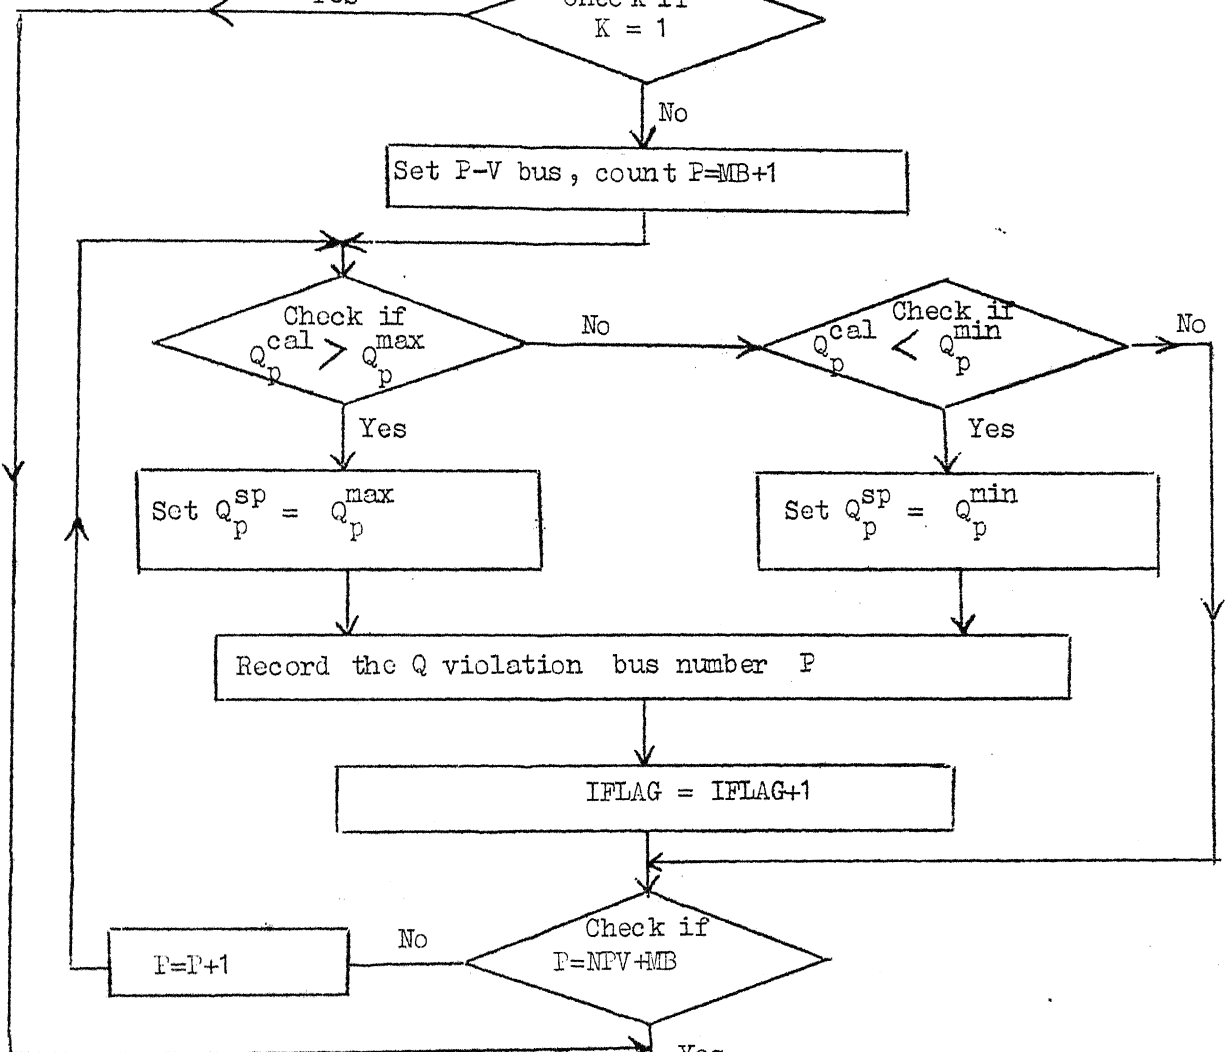 Yes
Check if
K = 1
No
Set P-V bus, count P=MB+1
Check if
Q_p^cal > Q_p^max
No
Check if
Q_p^cal < Q_p^min
No
Yes
Yes
Set Q_p^sp = Q_p^max
Set Q_p^sp = Q_p^min
Record the Q violation bus number P
IFLAG = IFLAG+1
Check if
P=NPV+MB
No
P=P+1
Yes